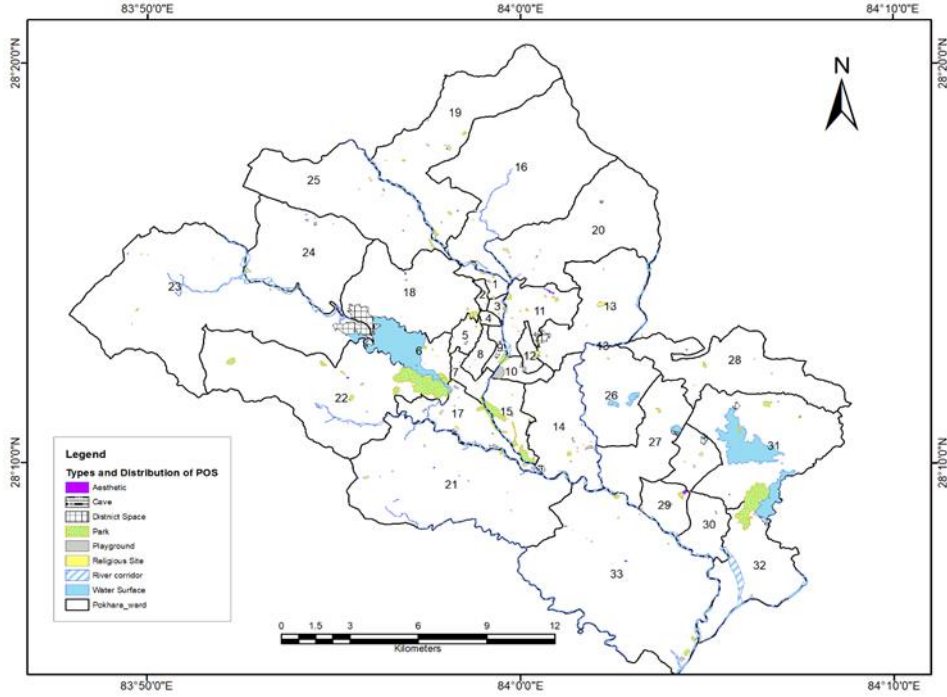 83°50'0"E 84°0'0"E 84°10'0"E
28°20'0"N 28°20'0"N
N
19
16
25
20
24
23
18
1
2
3
13
11
4
5
6
9
8
12
13
28
7
10
26
22
17
15
14
27
31
21
29
30
32
33
28°10'0"N 28°10'0"N
Legend
Types and Distribution of POS
Aesthetic
Cave
District Space
Park
Playground
Religious Site
River corridor
Water Surface
Pokhara_ward
0 1.5 3 6 9 12
Kilometers
83°50'0"E 84°0'0"E 84°10'0"E